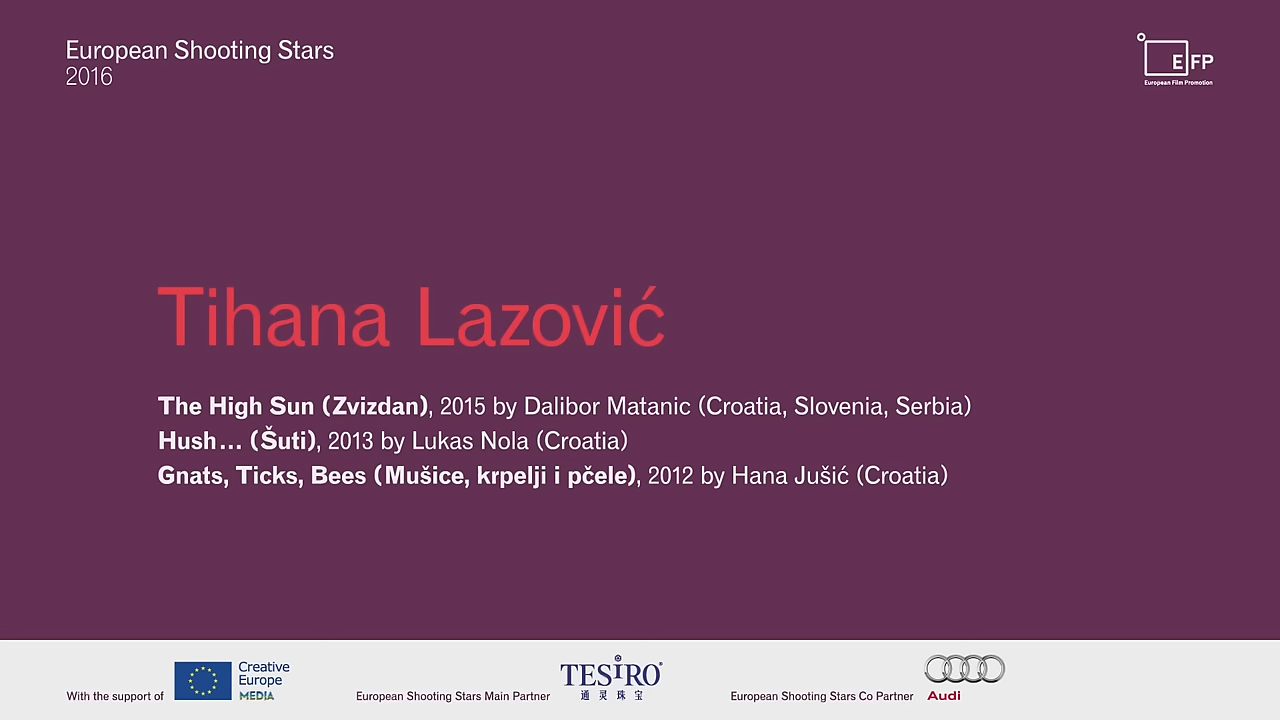 European Shooting Stars
2016
EFP
European Film Promotion
Tihana Lazović
The High Sun (Zvizdan), 2015 by Dalibor Matanic (Croatia, Slovenia, Serbia)
Hush... (Šuti), 2013 by Lukas Nola (Croatia)
Gnats, Ticks, Bees (Mušice, krpelji i pčele), 2012 by Hana Jušić (Croatia)
With the support of
Creative
Europe
MEDIA
European Shooting Stars Main Partner
TESIRO
通灵珠宝
European Shooting Stars Co Partner
Audi